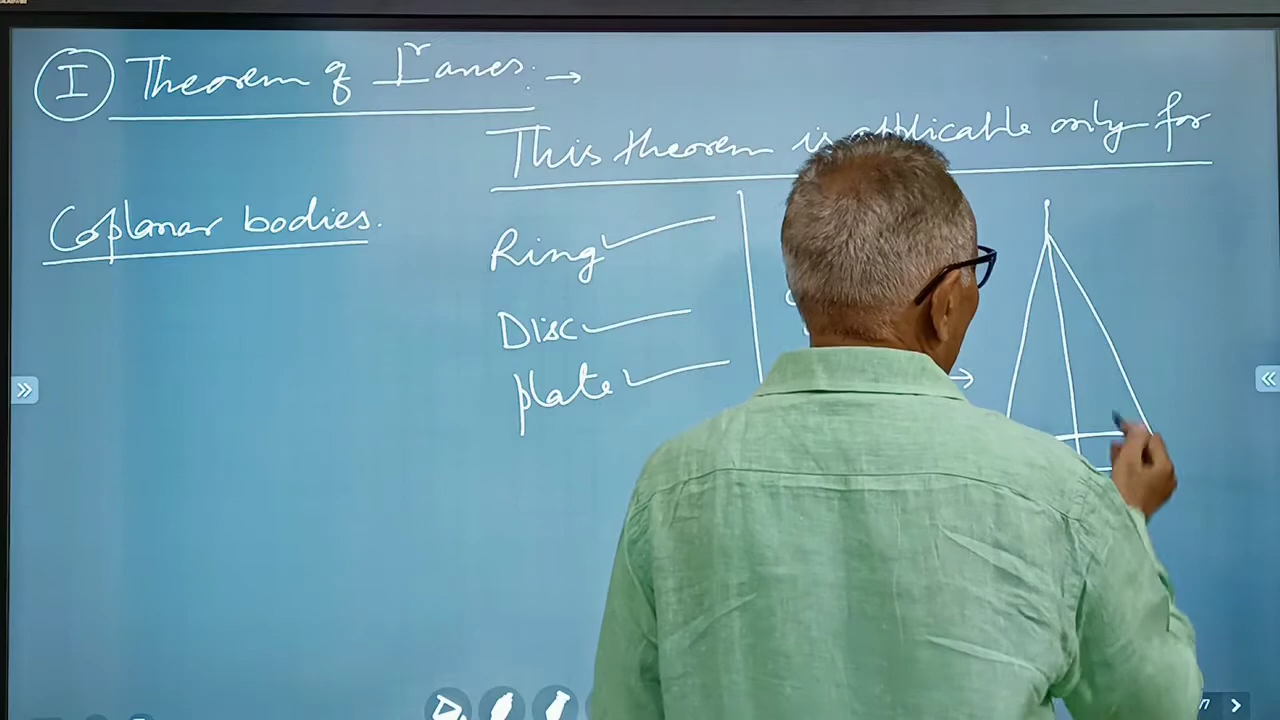 I Theorem of ⊥r axes. →
This theorem is applicable only for
Coplanar bodies.
Ring
Disc
plate